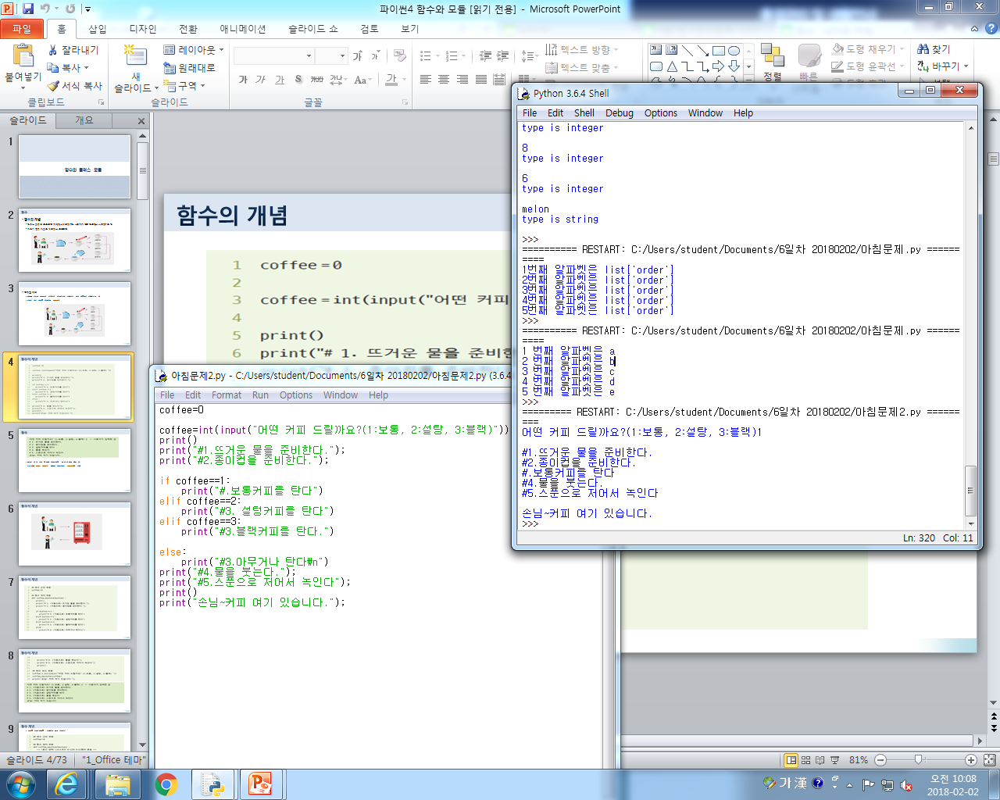 파이썬4 함수와 모듈 [읽기 전용] - Microsoft PowerPoint
파일 홈 삽입 디자인 전환 애니메이션 슬라이드 쇼 검토 보기
붙여넣기
잘라내기
복사
서식 복사
클립보드
새 슬라이드
레이아웃
원래대로
구역
슬라이드
가 가 가 S 가나 Aa 가
글꼴
텍스트 방향
텍스트 맞춤
정렬
빠른
도형 채우기
도형 윤곽선
찾기
바꾸기
슬라이드 개요
1
2
3
4
5
6
7
8
9
함수의 개념
1 coffee = 0
2
3 coffee = int(input("어떤 커피
4
5 print()
6 print("# 1. 뜨거운 물을 준비한
아침문제2.py - C:/Users/student/Documents/6일차 20180202/아침문제2.py (3.6.4
File Edit Format Run Options Window Help
coffee=0
coffee=int(input("어떤 커피 드릴까요?(1:보통, 2:설탕, 3:블랙)"))
print()
print("#1.뜨거운 물을 준비한다.");
print("#2.종이컵을 준비한다.");
if coffee==1:
print("#.보통커피를 탄다")
elif coffee==2:
print("#3. 설텅커피를 탄다")
elif coffee==3:
print("#3.블랙커피를 탄다.")
else:
print("#3.아무거나 탄다₩n")
print("#4.물을 붓는다.");
print("#5.스푼으로 저어서 녹인다");
print()
print("손님~커피 여기 있습니다.");
Python 3.6.4 Shell
File Edit Shell Debug Options Window Help
type is integer
8
type is integer
6
type is integer
melon
type is string
>>>
========== RESTART: C:/Users/student/Documents/6일차 20180202/아침문제.py ======
====
1번째 알파벳은 list['order']
2번째 알파벳은 list['order']
3번째 알파벳은 list['order']
4번째 알파벳은 list['order']
5번째 알파벳은 list['order']
>>>
========== RESTART: C:/Users/student/Documents/6일차 20180202/아침문제.py ======
====
1 번째 알파벳은 a
2 번째 알파벳은 b
3 번째 알파벳은 c
4 번째 알파벳은 d
5 번째 알파벳은 e
>>>
========= RESTART: C:/Users/student/Documents/6일차 20180202/아침문제2.py ======
===
어떤 커피 드릴까요?(1:보통, 2:설탕, 3:블랙)1
#1.뜨거운 물을 준비한다.
#2.종이컵을 준비한다.
#.보통커피를 탄다
#4.물을 붓는다.
#5.스푼으로 저어서 녹인다
손님~커피 여기 있습니다.
>>>
Ln: 320 Col: 11
슬라이드 4/73 "1_Office 테마"
81%
가 漢
오전 10:08
2018-02-02